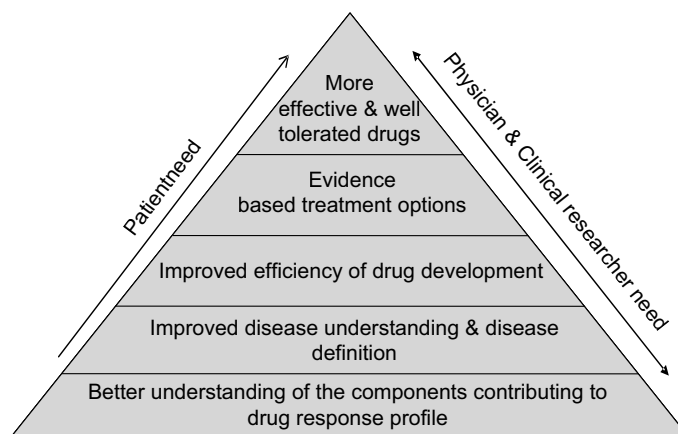 More
effective & well
tolerated drugs
Evidence
based treatment options
Improved efficiency of drug development
Improved disease understanding & disease
definition
Better understanding of the components contributing to
drug response profile
Patientneed
Physician & Clinical researcher need